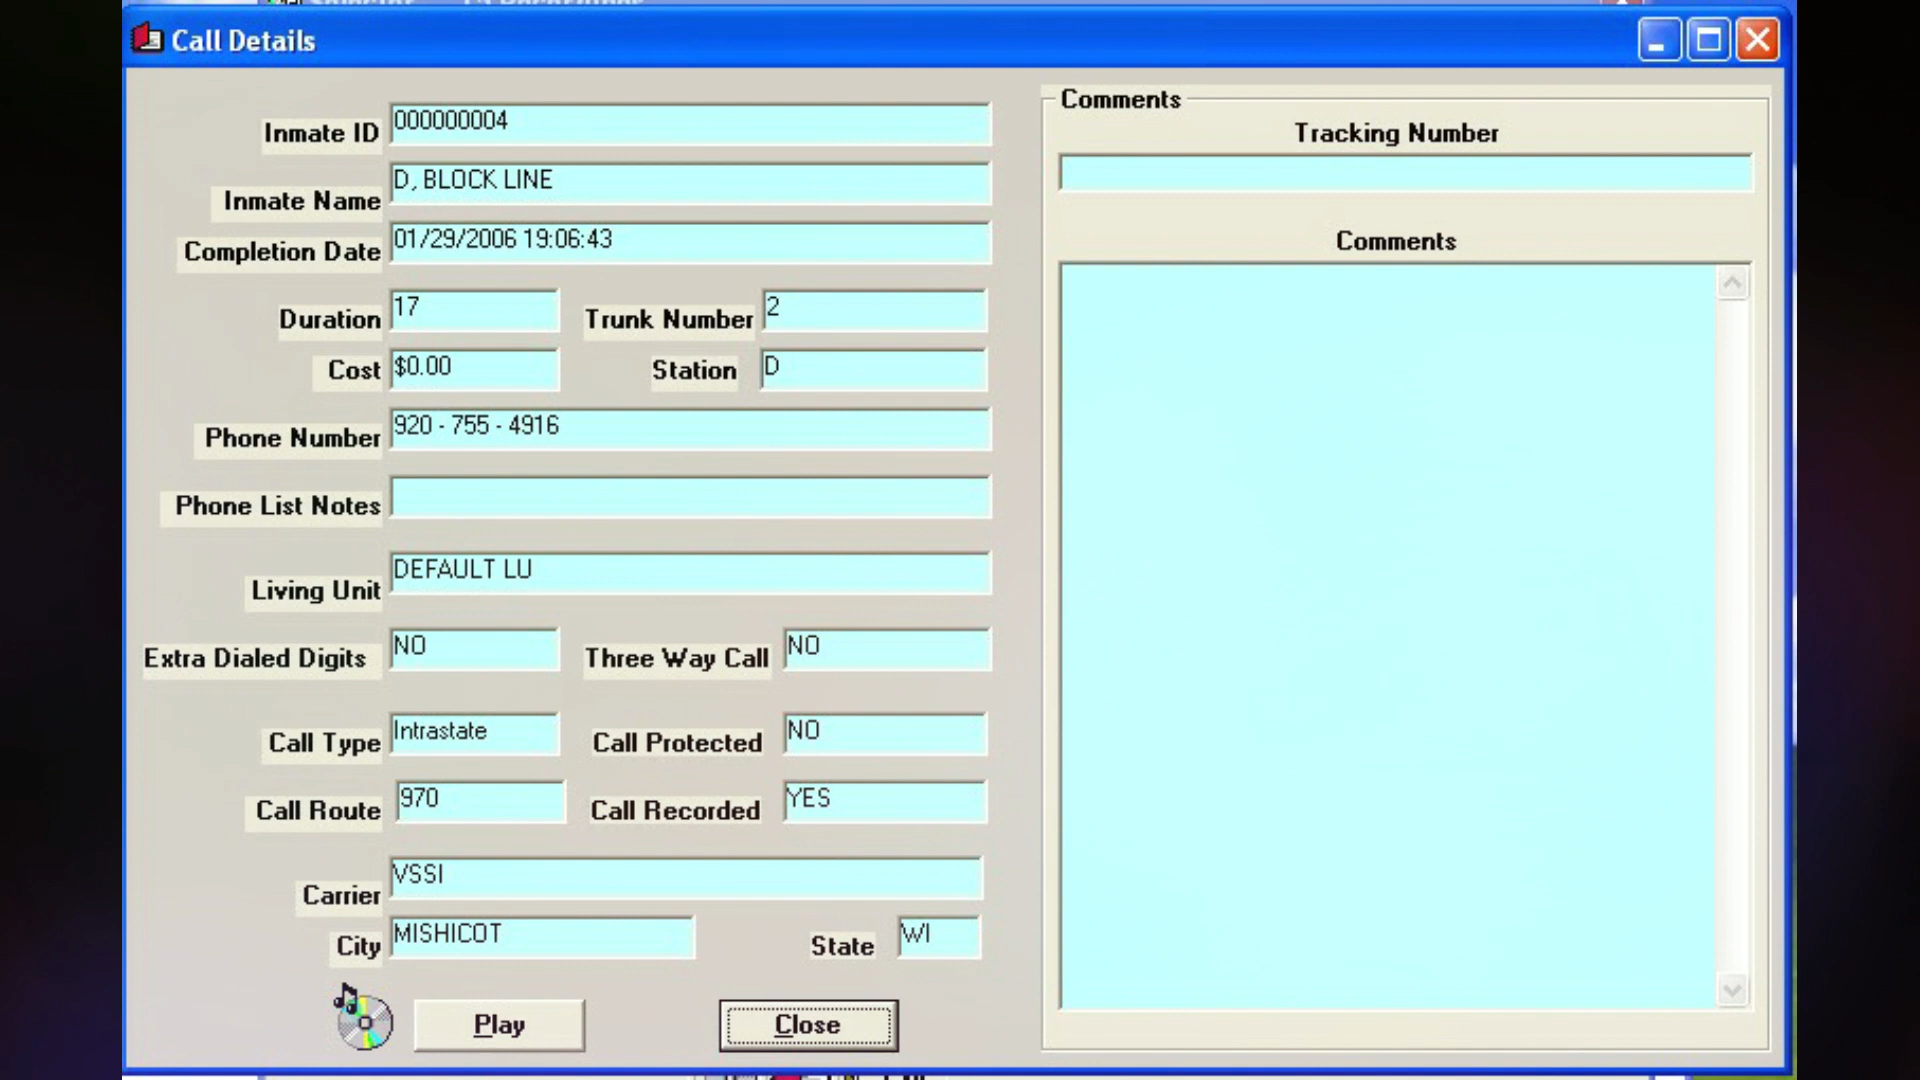 Call Details
Inmate ID 000000004
Inmate Name D, BLOCK LINE
Completion Date 01/29/2006 19:06:43
Duration 17 Trunk Number 2
Cost $0.00 Station D
Phone Number 920 - 755 - 4916
Phone List Notes
Living Unit DEFAULT LU
Extra Dialed Digits NO Three Way Call NO
Call Type Intrastate Call Protected NO
Call Route 970 Call Recorded YES
Carrier VSSI
City MISHICOT State WI
Play Close
Comments
Tracking Number
Comments